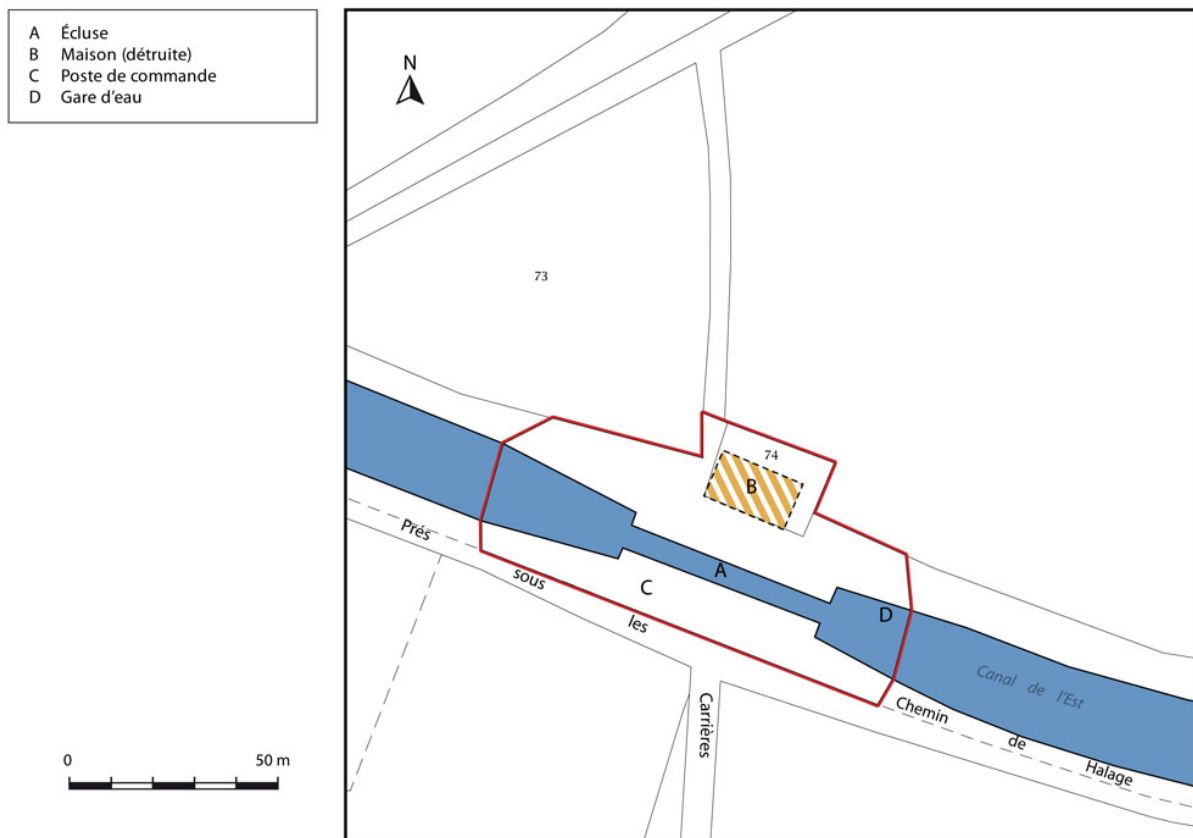 A Écluse
B Maison (détruite)
C Poste de commande
D Gare d'eau
N
73
74
B
A
C
D
Prés
sous
les
Carrières
Canal de l'Est
Chemin
de
Halage
0 50 m